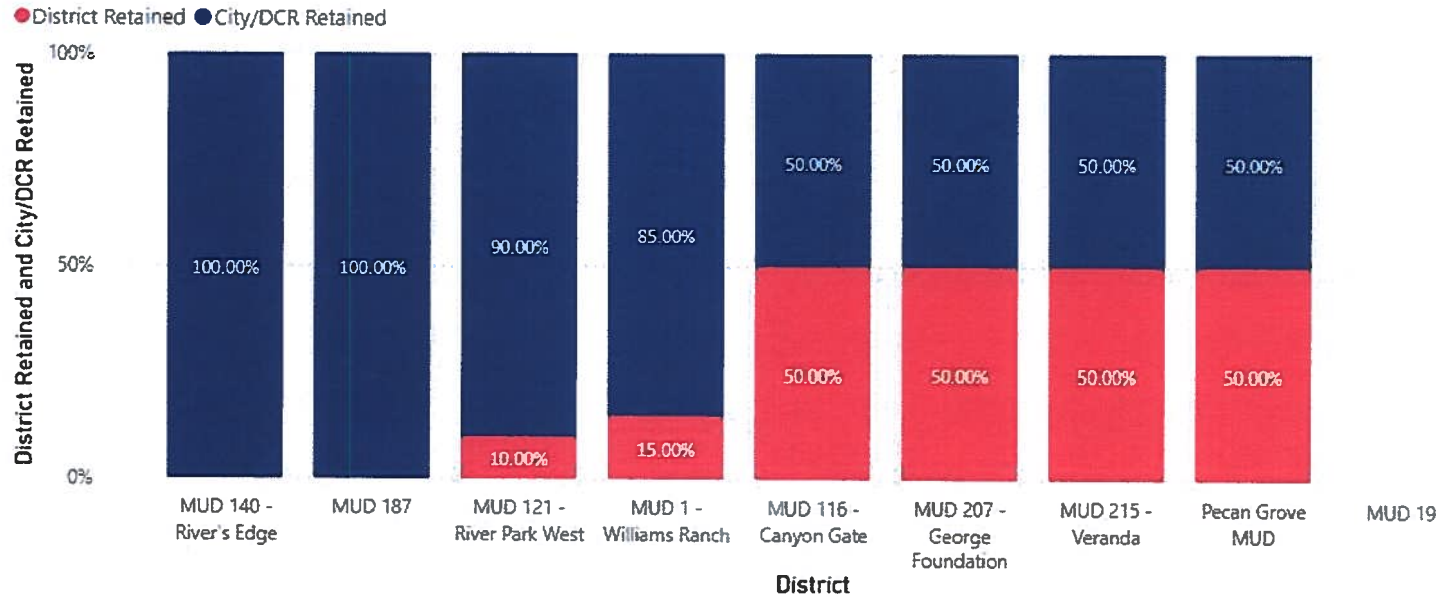 District Retained City/DCR Retained
District Retained and City/DCR Retained
100%
50%
0%
100.00%
100.00%
90.00%
10.00%
85.00%
15.00%
50.00%
50.00%
50.00%
50.00%
50.00%
50.00%
50.00%
50.00%
MUD 140 -
River's Edge
MUD 187
MUD 121 -
River Park West
MUD 1 -
Williams Ranch
MUD 116 -
Canyon Gate
MUD 207 -
George
Foundation
MUD 215 -
Veranda
Pecan Grove
MUD
MUD 19
District